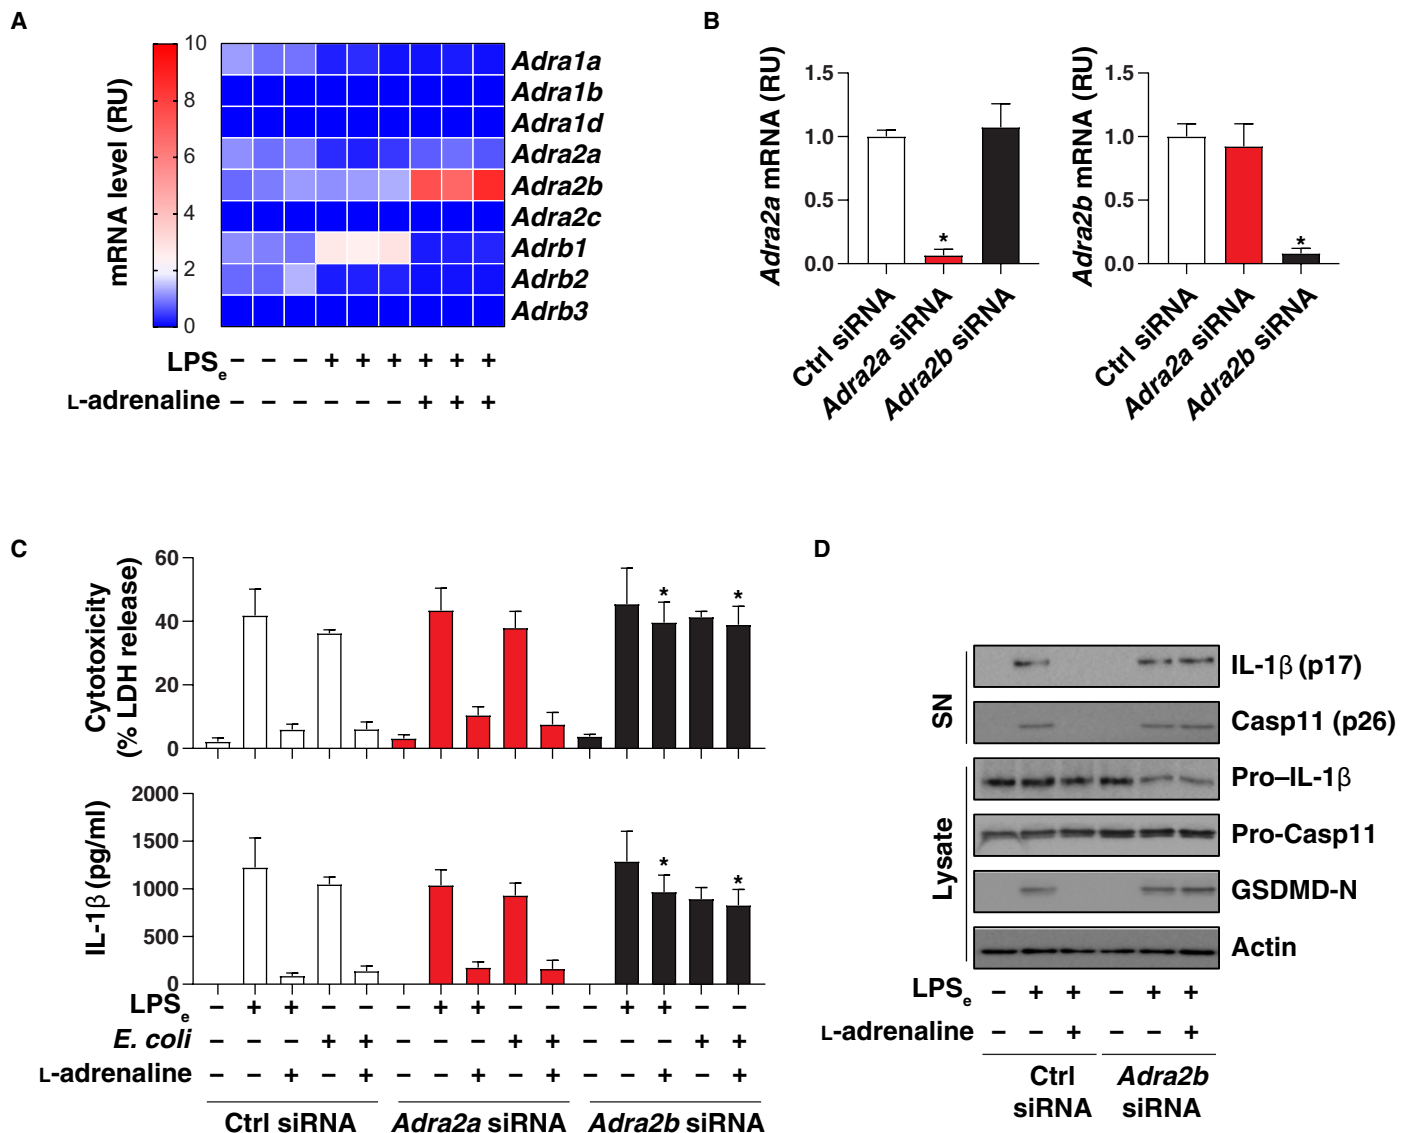 A
mRNA level (RU)
10
8
6
4
2
0
Adra1a
Adra1b
Adra1d
Adra2a
Adra2b
Adra2c
Adrb1
Adrb2
Adrb3
LPSe − − − + + + + + +
L-adrenaline − − − − − − + + +
B
Adra2a mRNA (RU)
1.5
1.0
0.5
0.0
*
Ctrl siRNA
Adra2a siRNA
Adra2b siRNA
Adra2b mRNA (RU)
1.5
1.0
0.5
0.0
*
Ctrl siRNA
Adra2a siRNA
Adra2b siRNA
C
Cytotoxicity
(% LDH release)
60
40
20
0
* *
IL-1β (pg/ml)
2000
1500
1000
500
0
* *
LPSe − + + − − − + + − − − + + − −
E. coli − − − + + − − − + + − − − + +
L-adrenaline − − + − + − − + − + − − + − +
Ctrl siRNA
Adra2a siRNA
Adra2b siRNA
D
SN
IL-1β (p17)
Casp11 (p26)
Lysate
Pro–IL-1β
Pro-Casp11
GSDMD-N
Actin
LPSe − + + − + +
L-adrenaline − − + − − +
Ctrl
siRNA
Adra2b
siRNA